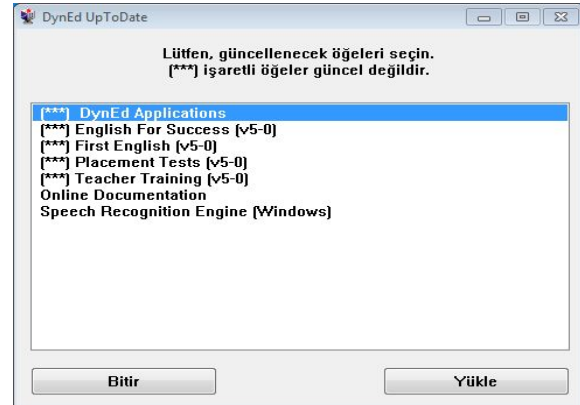 DynEd UpToDate
Lütfen, güncellenecek öğeleri seçin.
(***) işaretli öğeler güncel değildir.
(***) DynEd Applications
(***) English For Success (v5-0)
(***) First English (v5-0)
(***) Placement Tests (v5-0)
(***) Teacher Training (v5-0)
Online Documentation
Speech Recognition Engine (Windows)
Bitir
Yükle